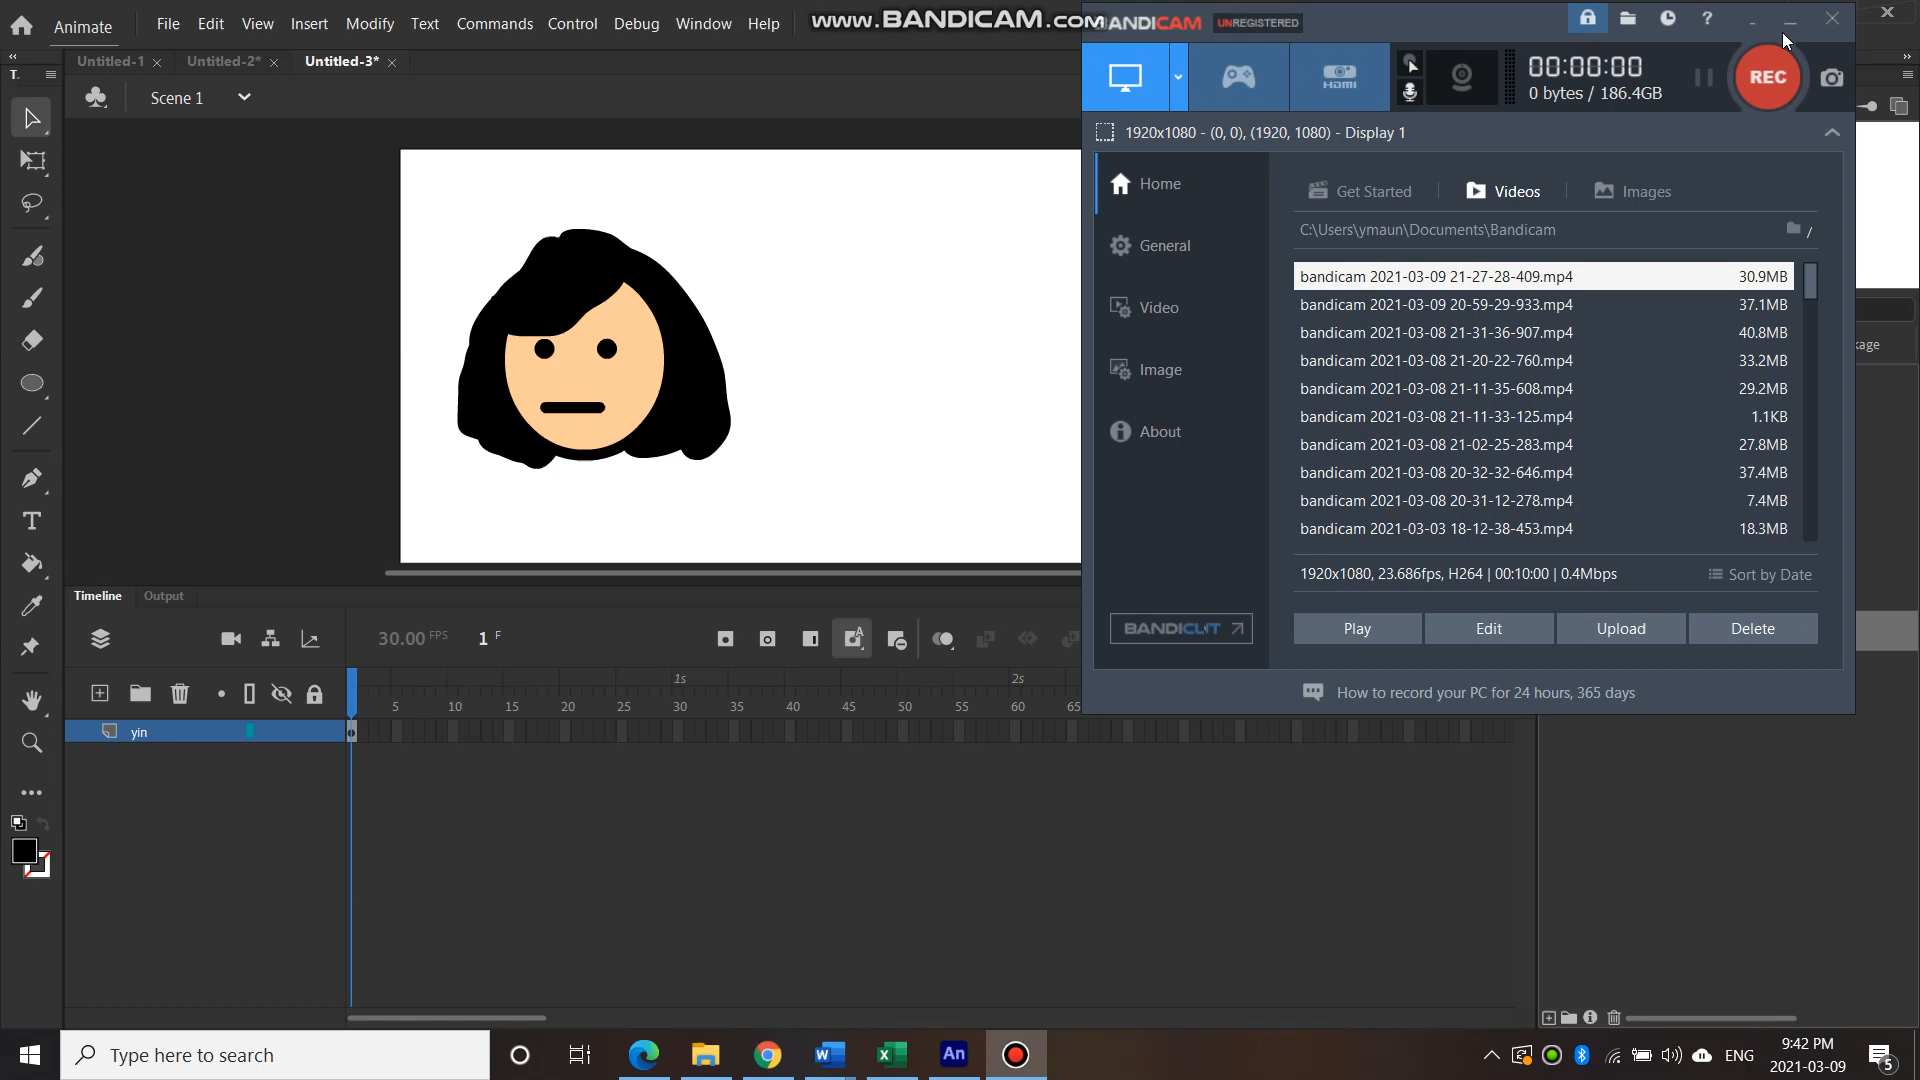 Animate
File Edit View Insert Modify Text Commands Control Debug Window Help
www.BANDICAM.com
BANDICAM UNREGISTERED
Untitled-1
Untitled-2*
Untitled-3*
Scene 1
HDMI
00:00:00
0 bytes / 186.4GB
REC
1920x1080 - (0, 0), (1920, 1080) - Display 1
Home
General
Video
Image
About
Get Started
Videos
Images
C:\Users\ymaun\Documents\Bandicam
bandicam 2021-03-09 21-27-28-409.mp4 30.9MB
bandicam 2021-03-09 20-59-29-933.mp4 37.1MB
bandicam 2021-03-08 21-31-36-907.mp4 40.8MB
bandicam 2021-03-08 21-20-22-760.mp4 33.2MB
bandicam 2021-03-08 21-11-35-608.mp4 29.2MB
bandicam 2021-03-08 21-11-33-125.mp4 1.1KB
bandicam 2021-03-08 21-02-25-283.mp4 27.8MB
bandicam 2021-03-08 20-32-32-646.mp4 37.4MB
bandicam 2021-03-08 20-31-12-278.mp4 7.4MB
bandicam 2021-03-03 18-12-38-453.mp4 18.3MB
1920x1080, 23.686fps, H264 | 00:10:00 | 0.4Mbps
Sort by Date
BANDICUT
Play
Edit
Upload
Delete
How to record your PC for 24 hours, 365 days
Timeline
Output
30.00 FPS
1 F
1s 2s
5 10 15 20 25 30 35 40 45 50 55 60 65
yin
Type here to search
An
ENG
9:42 PM
2021-03-09
5